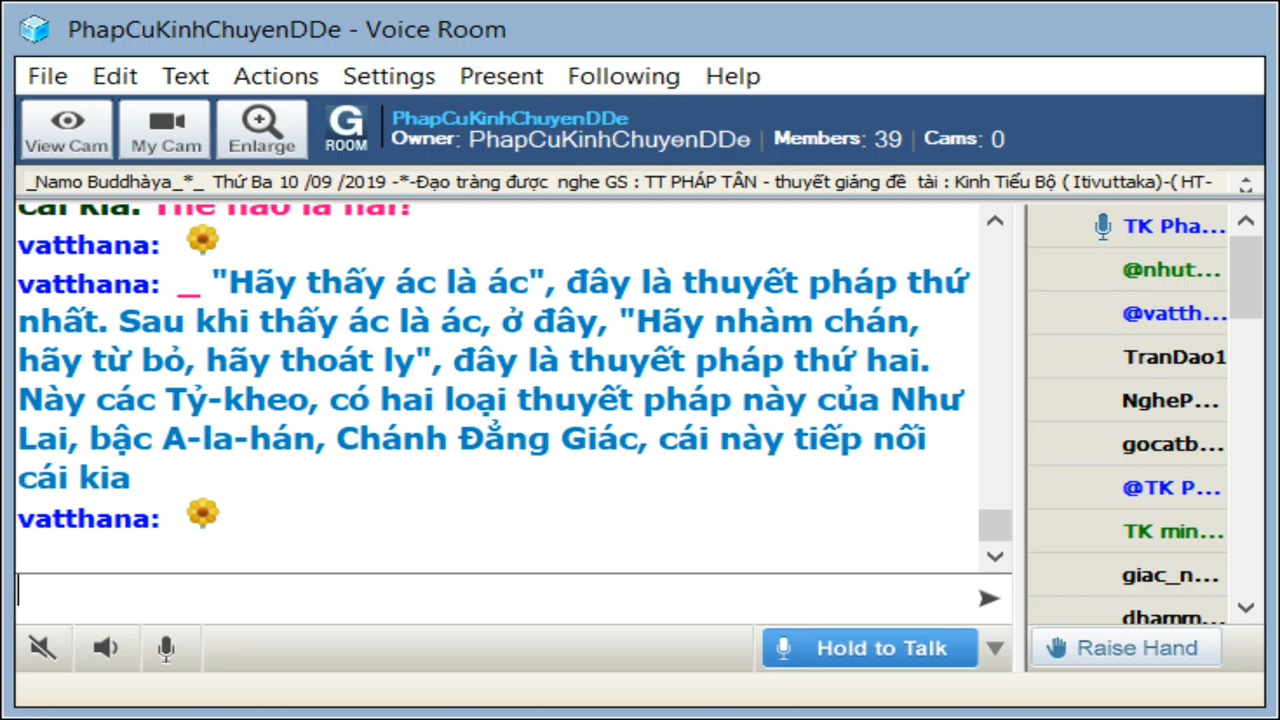 PhapCuKinhChuyenDDe - Voice Room
File Edit Text Actions Settings Present Following Help
View Cam My Cam Enlarge G ROOM
PhapCuKinhChuyenDDe
Owner: PhapCuKinhChuyenDDe | Members: 39 | Cams: 0
_Namo Buddhàya_*_ Thứ Ba 10 /09 /2019 -*-Đạo tràng được nghe GS : TT PHÁP TÂN - thuyết giảng đề tài : Kinh Tiểu Bộ ( Itivuttaka)-( HT-
cái kia. Thế nào là hai?
vatthana:
vatthana: _ "Hãy thấy ác là ác", đây là thuyết pháp thứ
nhất. Sau khi thấy ác là ác, ở đây, "Hãy nhàm chán,
hãy từ bỏ, hãy thoát ly", đây là thuyết pháp thứ hai.
Này các Tỷ-kheo, có hai loại thuyết pháp này của Như
Lai, bậc A-la-hán, Chánh Đẳng Giác, cái này tiếp nối
cái kia
vatthana:
TK Pha...
@nhut...
@vatth...
TranDao1
NgheP...
gocatb...
@TK P...
TK min...
giac_n...
dhamm...
Hold to Talk
Raise Hand